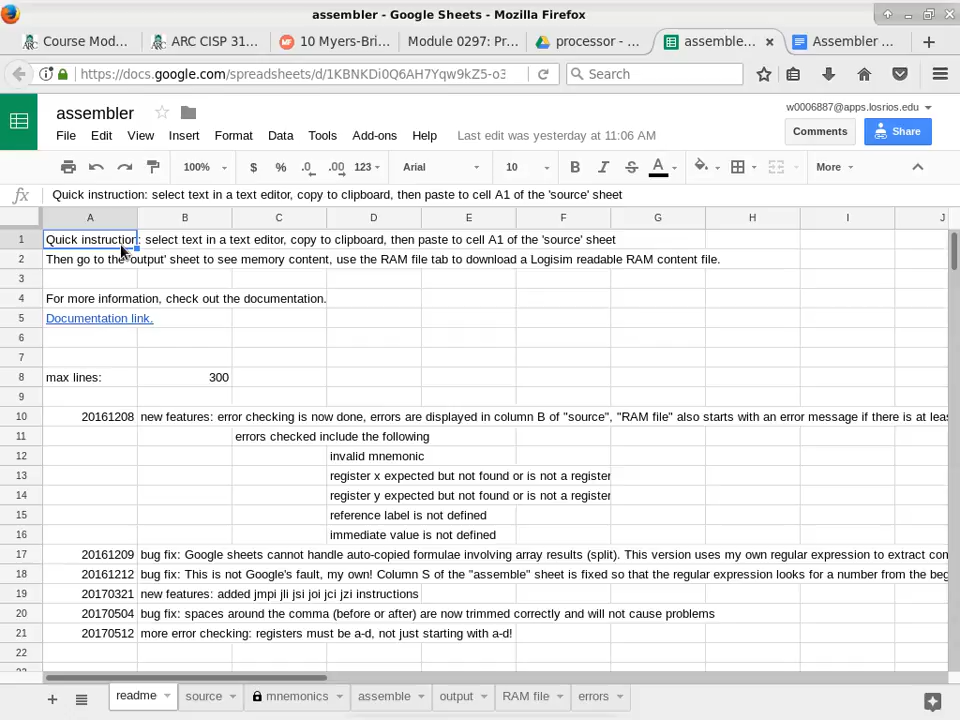 assembler - Google Sheets - Mozilla Firefox
Course Mod...
ARC CISP 31...
10 Myers-Bri...
Module 0297: Pr...
processor - ...
assemble...
Assembler ...
https://docs.google.com/spreadsheets/d/1KBNKDi0Q6AH7Yqw9kZ5-o3
Search
assembler
w0006887@apps.losrios.edu
File Edit View Insert Format Data Tools Add-ons Help Last edit was yesterday at 11:06 AM
Comments
Share
100% $ % .0 .00 123 Arial 10 B I S A More
fx Quick instruction: select text in a text editor, copy to clipboard, then paste to cell A1 of the 'source' sheet
A B C D E F G H I J
1 Quick instruction: select text in a text editor, copy to clipboard, then paste to cell A1 of the 'source' sheet
2 Then go to the 'output' sheet to see memory content, use the RAM file tab to download a Logisim readable RAM content file.
3
4 For more information, check out the documentation.
5 Documentation link.
6
7
8 max lines: 300
9
10 20161208 new features: error checking is now done, errors are displayed in column B of "source", "RAM file" also starts with an error message if there is at leas
11 errors checked include the following
12 invalid mnemonic
13 register x expected but not found or is not a register
14 register y expected but not found or is not a register
15 reference label is not defined
16 immediate value is not defined
17 20161209 bug fix: Google sheets cannot handle auto-copied formulae involving array results (split). This version uses my own regular expression to extract com
18 20161212 bug fix: This is not Google's fault, my own! Column S of the "assemble" sheet is fixed so that the regular expression looks for a number from the beg
19 20170321 new features: added jmpi jli jsi joi jci jzi instructions
20 20170504 bug fix: spaces around the comma (before or after) are now trimmed correctly and will not cause problems
21 20170512 more error checking: registers must be a-d, not just starting with a-d!
22
readme source mnemonics assemble output RAM file errors